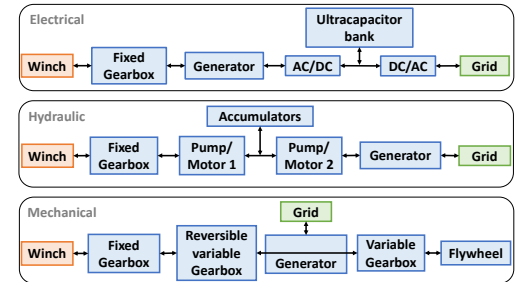 Electrical
Ultracapacitor
bank
Winch
Fixed
Gearbox
Generator
AC/DC
DC/AC
Grid
Hydraulic
Accumulators
Winch
Fixed
Gearbox
Pump/
Motor 1
Pump/
Motor 2
Generator
Grid
Mechanical
Grid
Winch
Fixed
Gearbox
Reversible
variable
Gearbox
Generator
Variable
Gearbox
Flywheel